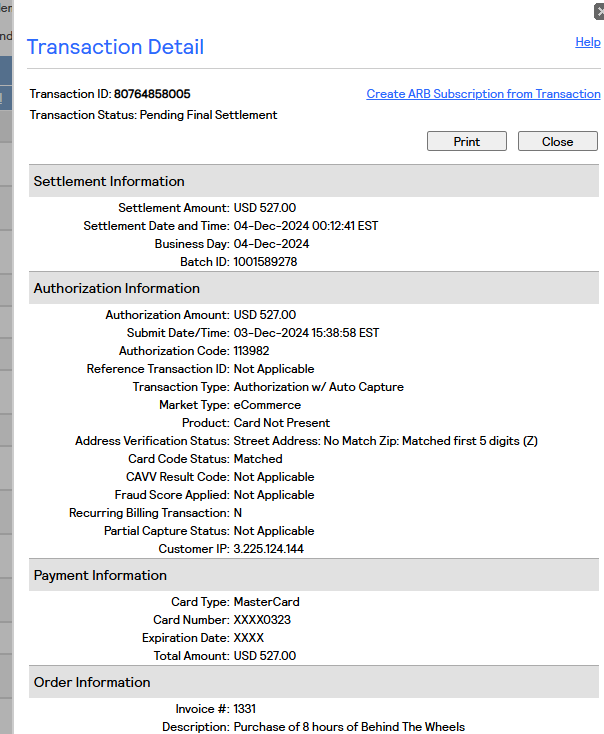 Transaction Detail
Help
Transaction ID: 80764858005
Create ARB Subscription from Transaction
Transaction Status: Pending Final Settlement
Print
Close
Settlement Information
Settlement Amount: USD 527.00
Settlement Date and Time: 04-Dec-2024 00:12:41 EST
Business Day: 04-Dec-2024
Batch ID: 1001589278
Authorization Information
Authorization Amount: USD 527.00
Submit Date/Time: 03-Dec-2024 15:38:58 EST
Authorization Code: 113982
Reference Transaction ID: Not Applicable
Transaction Type: Authorization w/ Auto Capture
Market Type: eCommerce
Product: Card Not Present
Address Verification Status: Street Address: No Match Zip: Matched first 5 digits (Z)
Card Code Status: Matched
CAVV Result Code: Not Applicable
Fraud Score Applied: Not Applicable
Recurring Billing Transaction: N
Partial Capture Status: Not Applicable
Customer IP: 3.225.124.144
Payment Information
Card Type: MasterCard
Card Number: XXXX0323
Expiration Date: XXXX
Total Amount: USD 527.00
Order Information
Invoice #: 1331
Description: Purchase of 8 hours of Behind The Wheels